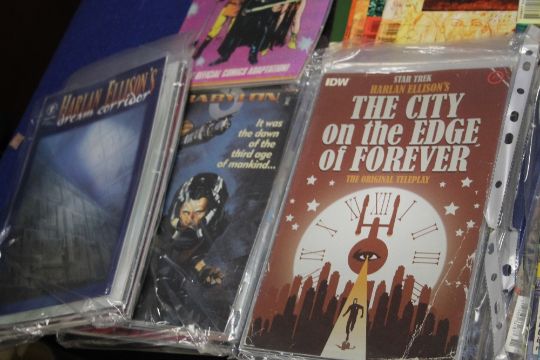 HARLAN ELLISON'S
dream corridor
OFFICIAL COMICS ADAPTATION!
BABYLON
It was
the dawn
of the
third age
of mankind...
IDW
STAR TREK
HARLAN ELLISON'S
THE CITY
on the EDGE
of FOREVER
THE ORIGINAL TELEPLAY
XII